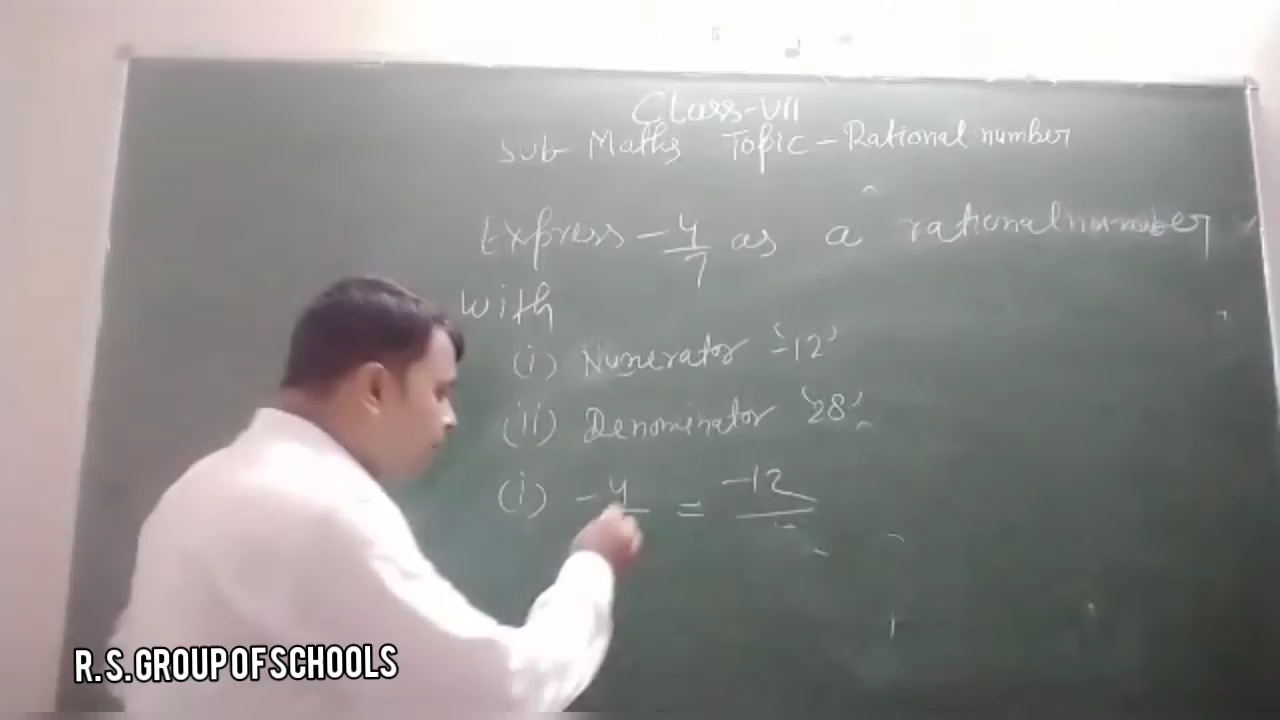 Class-VII
Sub- Maths Topic - Rational number
Express -4/7 as a rational number
with
(i) Numerator '-12'
(ii) Denominator '28'
(i) -4 = -12
R.S. GROUP OF SCHOOLS